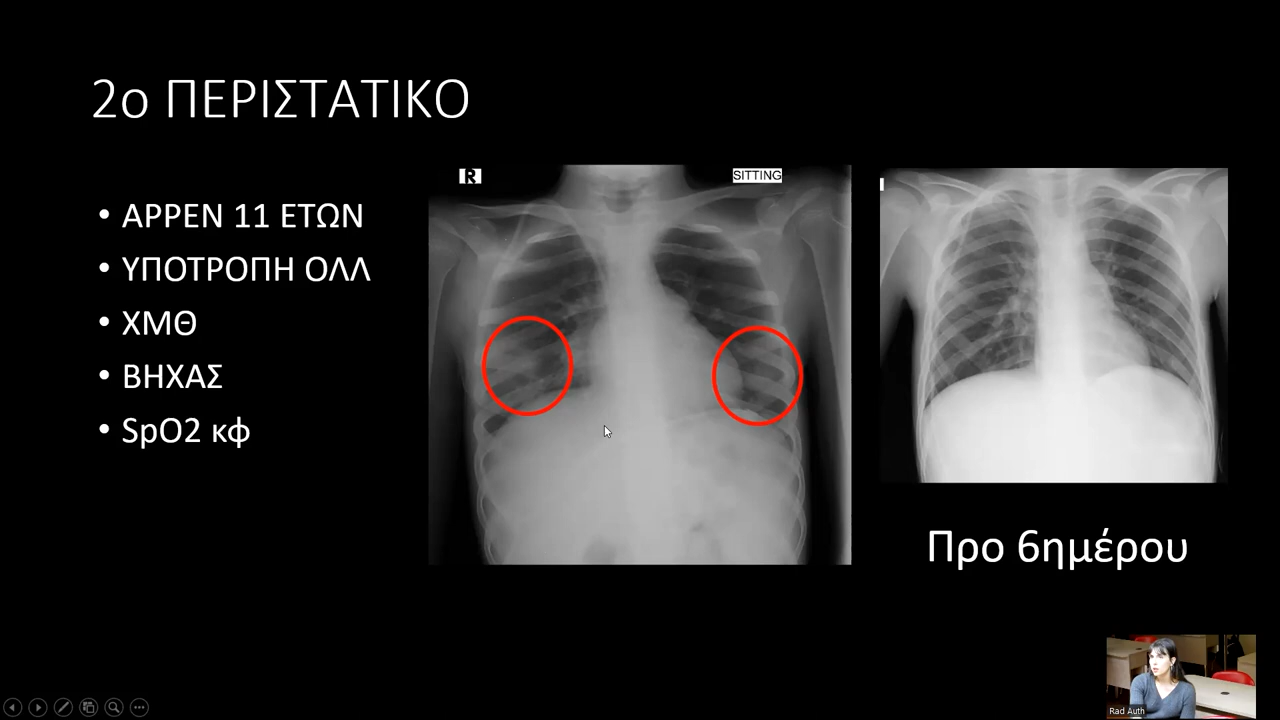 2ο ΠΕΡΙΣΤΑΤΙΚΟ
• ΑΡΡΕΝ 11 ΕΤΩΝ
• ΥΠΟΤΡΟΠΗ ΟΛΛ
• ΧΜΘ
• ΒΗΧΑΣ
• SpO2 κφ
R
SITTING
Προ 6ημέρου
Rad Auth